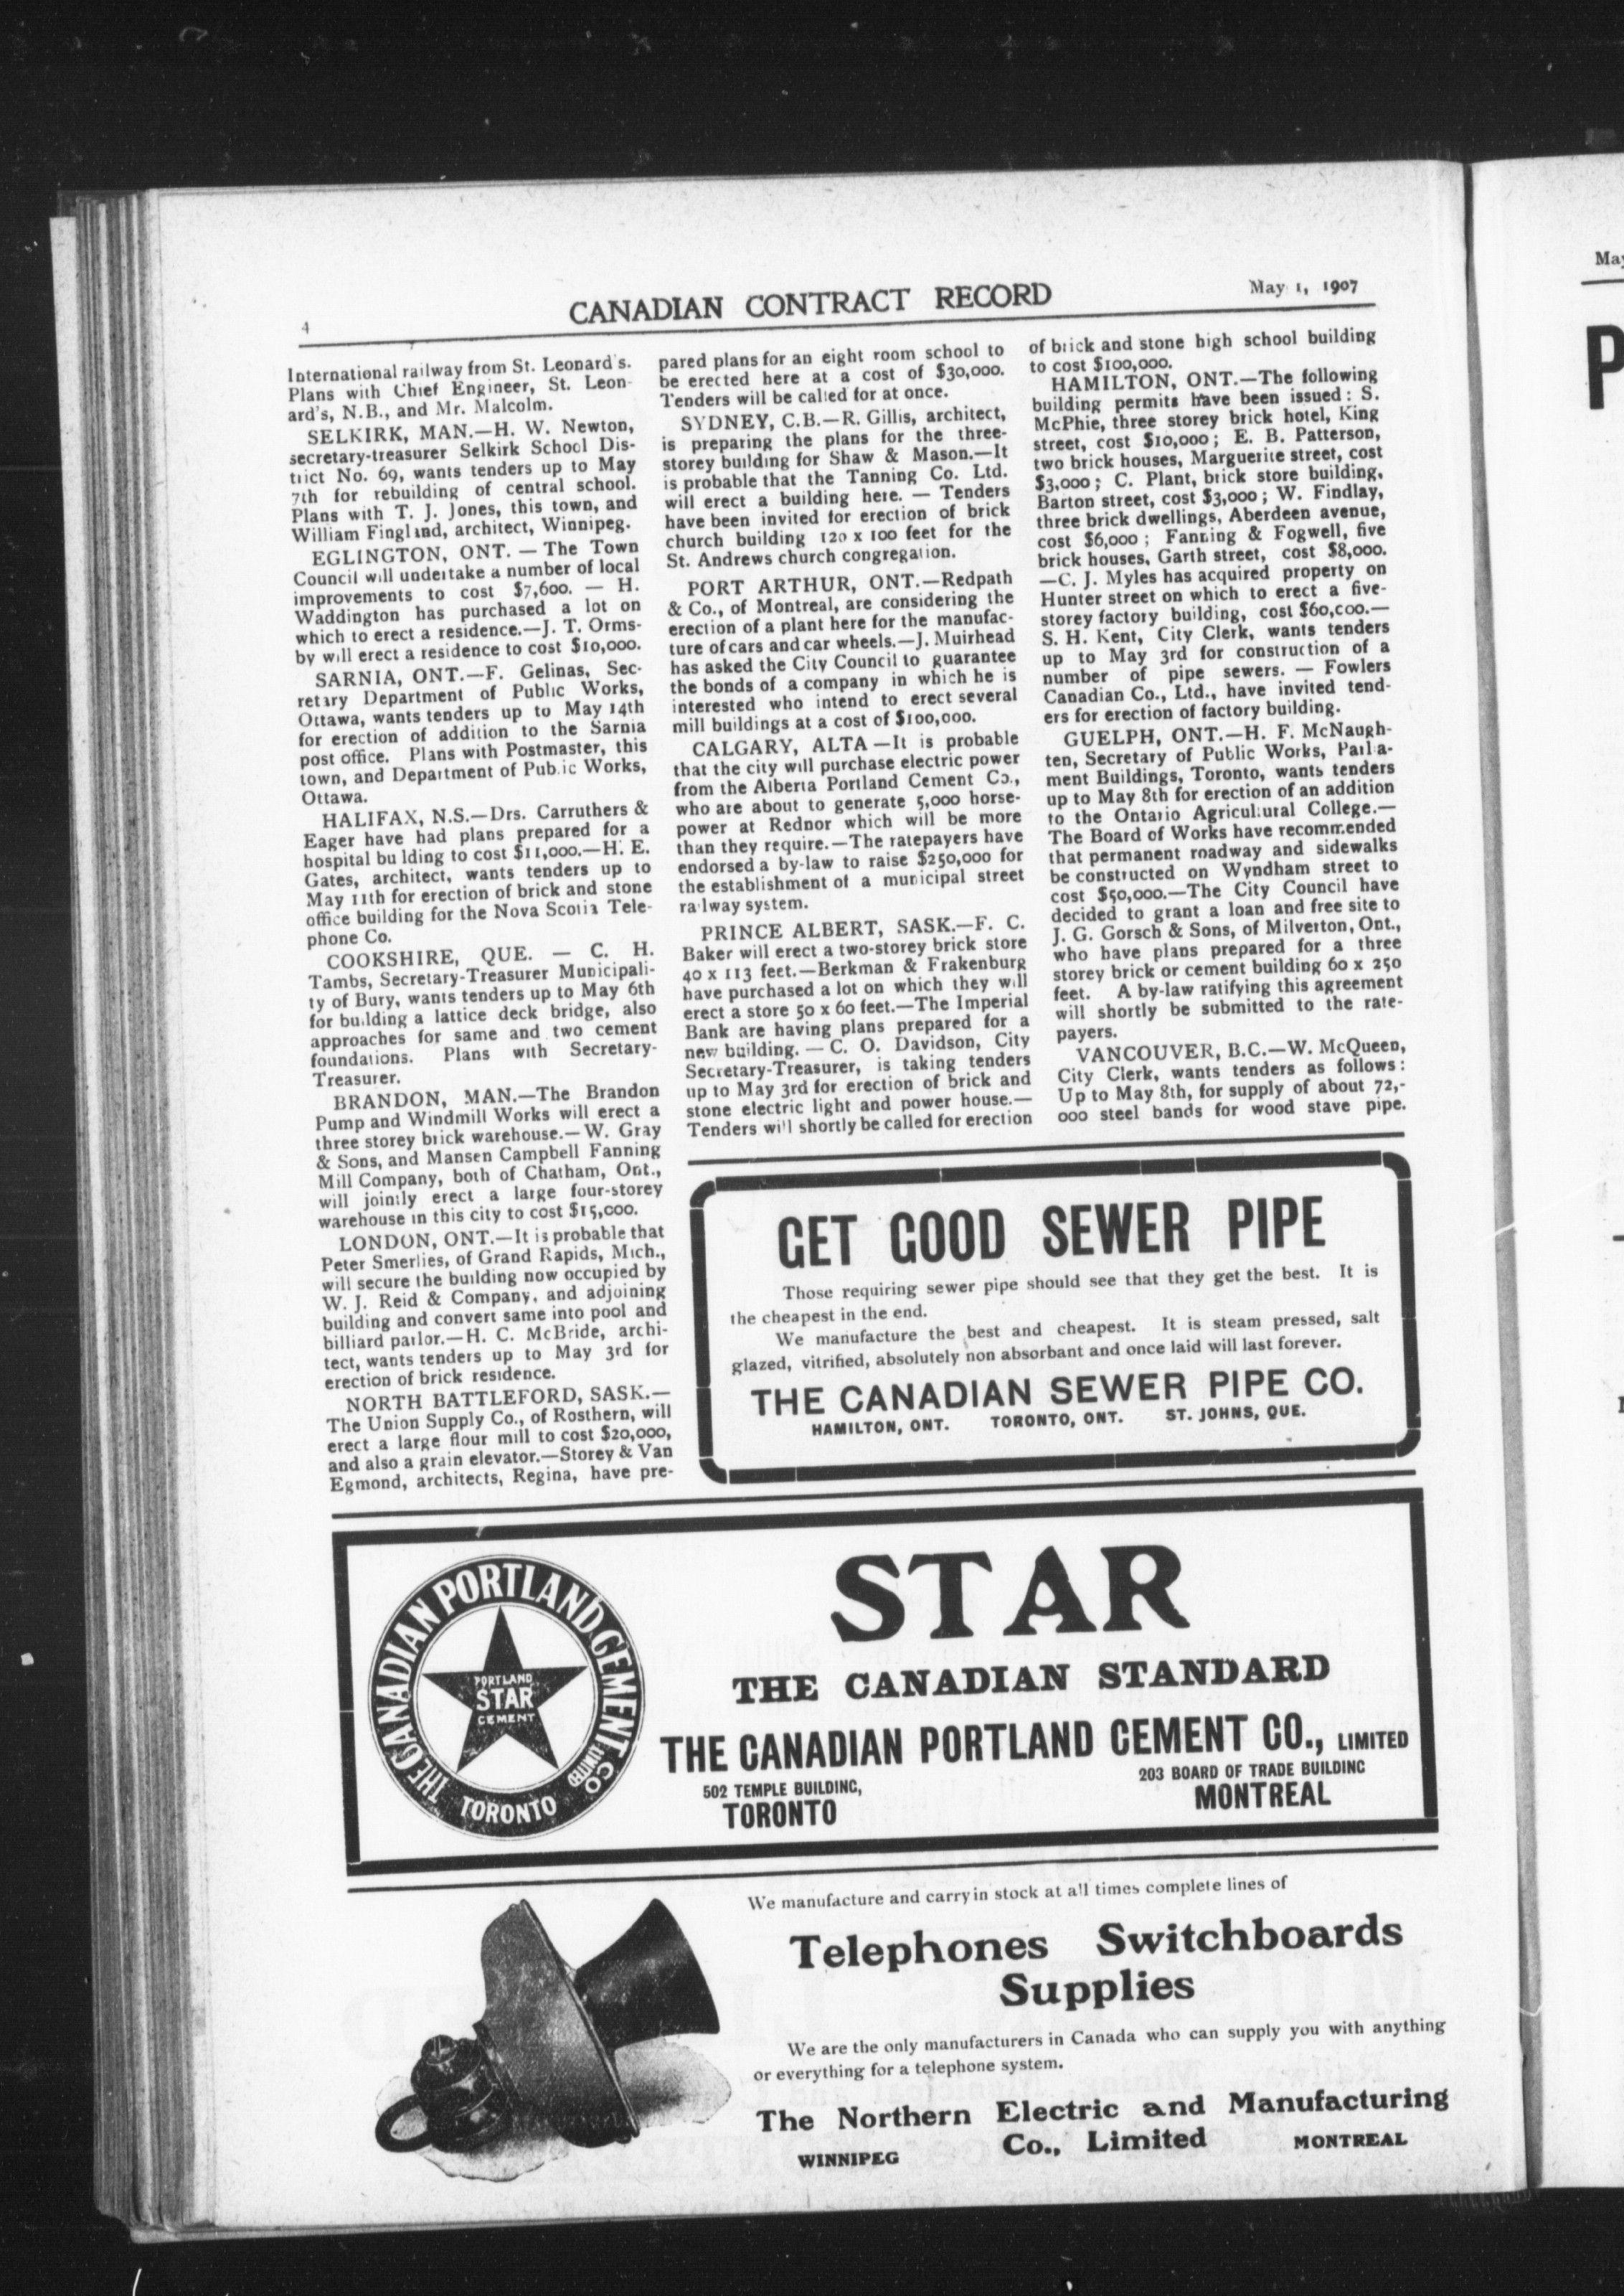 4
CANADIAN CONTRACT RECORD
May 1, 1907
International railway from St. Leonard's.
Plans with Chief Engineer, St. Leon-
ard's, N.B., and Mr. Malcolm.
SELKIRK, MAN.—H. W. Newton,
secretary-treasurer Selkirk School Dis-
trict No. 69, wants tenders up to May
7th for rebuilding of central school.
Plans with T. J. Jones, this town, and
William Fingland, architect, Winnipeg.
EGLINGTON, ONT. — The Town
Council will undertake a number of local
improvements to cost $7,600. — H.
Waddington has purchased a lot on
which to erect a residence.—J. T. Orms-
by will erect a residence to cost $10,000.
SARNIA, ONT.—F. Gelinas, Sec-
retary Department of Public Works,
Ottawa, wants tenders up to May 14th
for erection of addition to the Sarnia
post office. Plans with Postmaster, this
town, and Department of Public Works,
Ottawa.
HALIFAX, N.S.—Drs. Carruthers &
Eager have had plans prepared for a
hospital bu lding to cost $11,000.—H. E.
Gates, architect, wants tenders up to
May 11th for erection of brick and stone
office building for the Nova Scotia Tele-
phone Co.
COOKSHIRE, QUE. — C. H.
Tambs, Secretary-Treasurer Municipali-
ty of Bury, wants tenders up to May 6th
for building a lattice deck bridge, also
approaches for same and two cement
foundations. Plans with Secretary-
Treasurer.
BRANDON, MAN.—The Brandon
Pump and Windmill Works will erect a
three storey brick warehouse.—W. Gray
& Sons, and Mansen Campbell Fanning
Mill Company, both of Chatham, Ont.,
will jointly erect a large four-storey
warehouse in this city to cost $15,000.
LONDON, ONT.—It is probable that
Peter Smerlies, of Grand Rapids, Mich.,
will secure the building now occupied by
W. J. Reid & Company, and adjoining
building and convert same into pool and
billiard parlor.—H. C. McBride, archi-
tect, wants tenders up to May 3rd for
erection of brick residence.
NORTH BATTLEFORD, SASK.—
The Union Supply Co., of Rosthern, will
erect a large flour mill to cost $20,000,
and also a grain elevator.—Storey & Van
Egmond, architects, Regina, have pre-
pared plans for an eight room school to
be erected here at a cost of $30,000.
Tenders will be called for at once.
SYDNEY, C.B.—R. Gillis, architect,
is preparing the plans for the three-
storey building for Shaw & Mason.—It
is probable that the Tanning Co. Ltd.
will erect a building here. — Tenders
have been invited for erection of brick
church building 120 x 100 feet for the
St. Andrews church congregation.
PORT ARTHUR, ONT.—Redpath
& Co., of Montreal, are considering the
erection of a plant here for the manufac-
ture of cars and car wheels.—J. Muirhead
has asked the City Council to guarantee
the bonds of a company in which he is
interested who intend to erect several
mill buildings at a cost of $100,000.
CALGARY, ALTA—It is probable
that the city will purchase electric power
from the Alberta Portland Cement Co.,
who are about to generate 5,000 horse-
power at Rednor which will be more
than they require.—The ratepayers have
endorsed a by-law to raise $250,000 for
the establishment of a municipal street
railway system.
PRINCE ALBERT, SASK.—F. C.
Baker will erect a two-storey brick store
40 x 113 feet.—Berkman & Frakenburg
have purchased a lot on which they will
erect a store 50 x 60 feet.—The Imperial
Bank are having plans prepared for a
new building. — C. O. Davidson, City
Secretary-Treasurer, is taking tenders
up to May 3rd for erection of brick and
stone electric light and power house.—
Tenders will shortly be called for erection
of brick and stone high school building
to cost $100,000.
HAMILTON, ONT.—The following
building permits have been issued: S.
McPhie, three storey brick hotel, King
street, cost $10,000; E. B. Patterson,
two brick houses, Marguerite street, cost
$3,000; C. Plant, brick store building,
Barton street, cost $3,000; W. Findlay,
three brick dwellings, Aberdeen avenue,
cost $6,000; Fanning & Fogwell, five
brick houses, Garth street, cost $8,000.
—C. J. Myles has acquired property on
Hunter street on which to erect a five-
storey factory building, cost $60,000.—
S. H. Kent, City Clerk, wants tenders
up to May 3rd for construction of a
number of pipe sewers. — Fowlers
Canadian Co., Ltd., have invited tend-
ers for erection of factory building.
GUELPH, ONT.—H. F. McNaugh-
ten, Secretary of Public Works, Parlia-
ment Buildings, Toronto, wants tenders
up to May 8th for erection of an addition
to the Ontario Agricultural College.—
The Board of Works have recommended
that permanent roadway and sidewalks
be constructed on Wyndham street to
cost $50,000.—The City Council have
decided to grant a loan and free site to
J. G. Gorsch & Sons, of Milverton, Ont.,
who have plans prepared for a three
storey brick or cement building 60 x 250
feet. A by-law ratifying this agreement
will shortly be submitted to the rate-
payers.
VANCOUVER, B.C.—W. McQueen,
City Clerk, wants tenders as follows:
Up to May 8th, for supply of about 72,-
000 steel bands for wood stave pipe.
GET GOOD SEWER PIPE
Those requiring sewer pipe should see that they get the best. It is
the cheapest in the end.
We manufacture the best and cheapest. It is steam pressed, salt
glazed, vitrified, absolutely non absorbant and once laid will last forever.
THE CANADIAN SEWER PIPE CO.
HAMILTON, ONT. TORONTO, ONT. ST. JOHNS, QUE.
THE CANADIAN PORTLAND CEMENT CO LIMITED
TORONTO
PORTLAND
STAR
CEMENT
STAR
THE CANADIAN STANDARD
THE CANADIAN PORTLAND CEMENT CO., LIMITED
502 TEMPLE BUILDING,
TORONTO
203 BOARD OF TRADE BUILDING
MONTREAL
We manufacture and carry in stock at all times complete lines of
Telephones Switchboards
Supplies
We are the only manufacturers in Canada who can supply you with anything
or everything for a telephone system.
The Northern Electric and Manufacturing
Co., Limited
WINNIPEG
MONTREAL
May
P